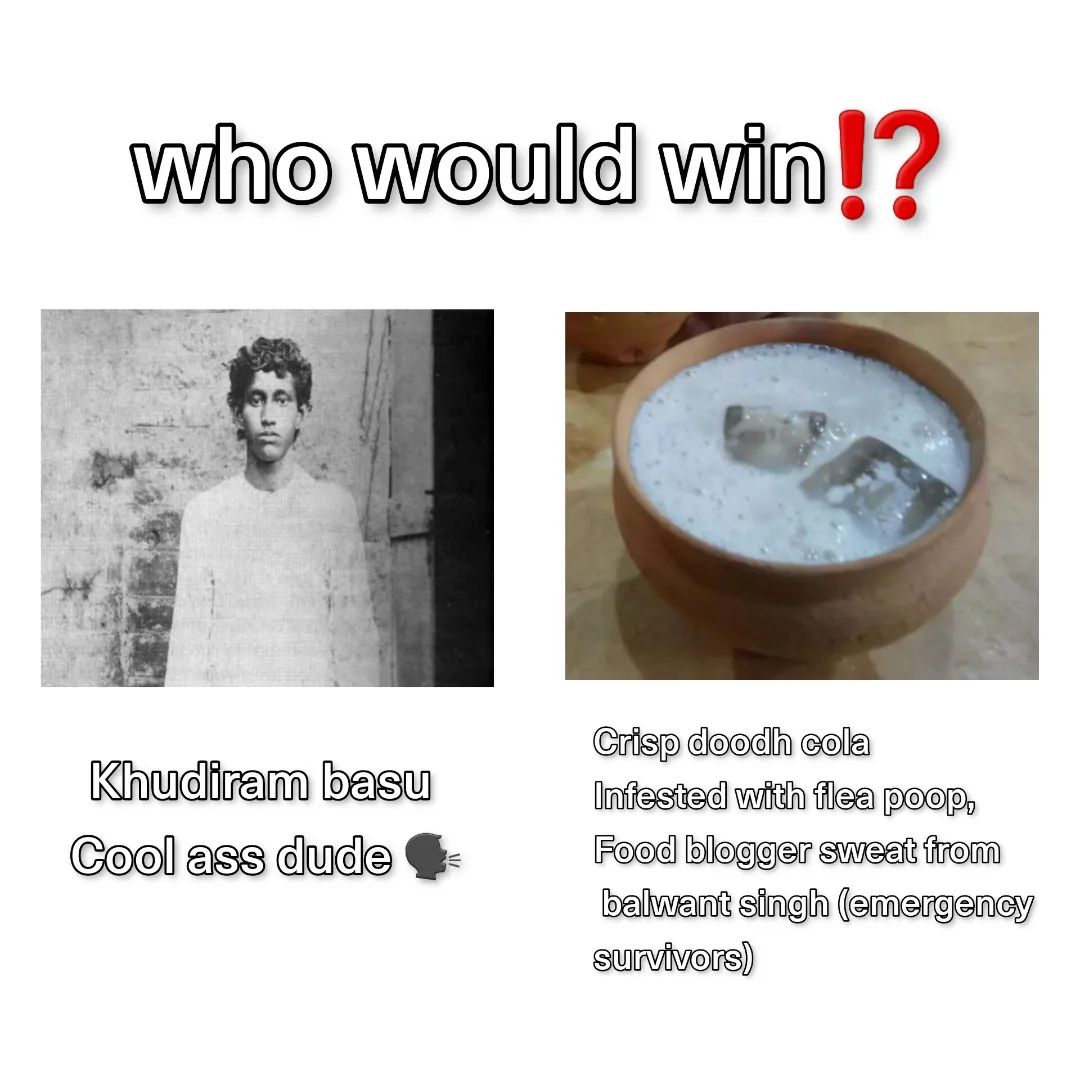 who would win⁉️
Khudiram basu
Cool ass dude 🗣️
Crisp doodh cola
Infested with flea poop,
Food blogger sweat from
balwant singh (emergency
survivors)